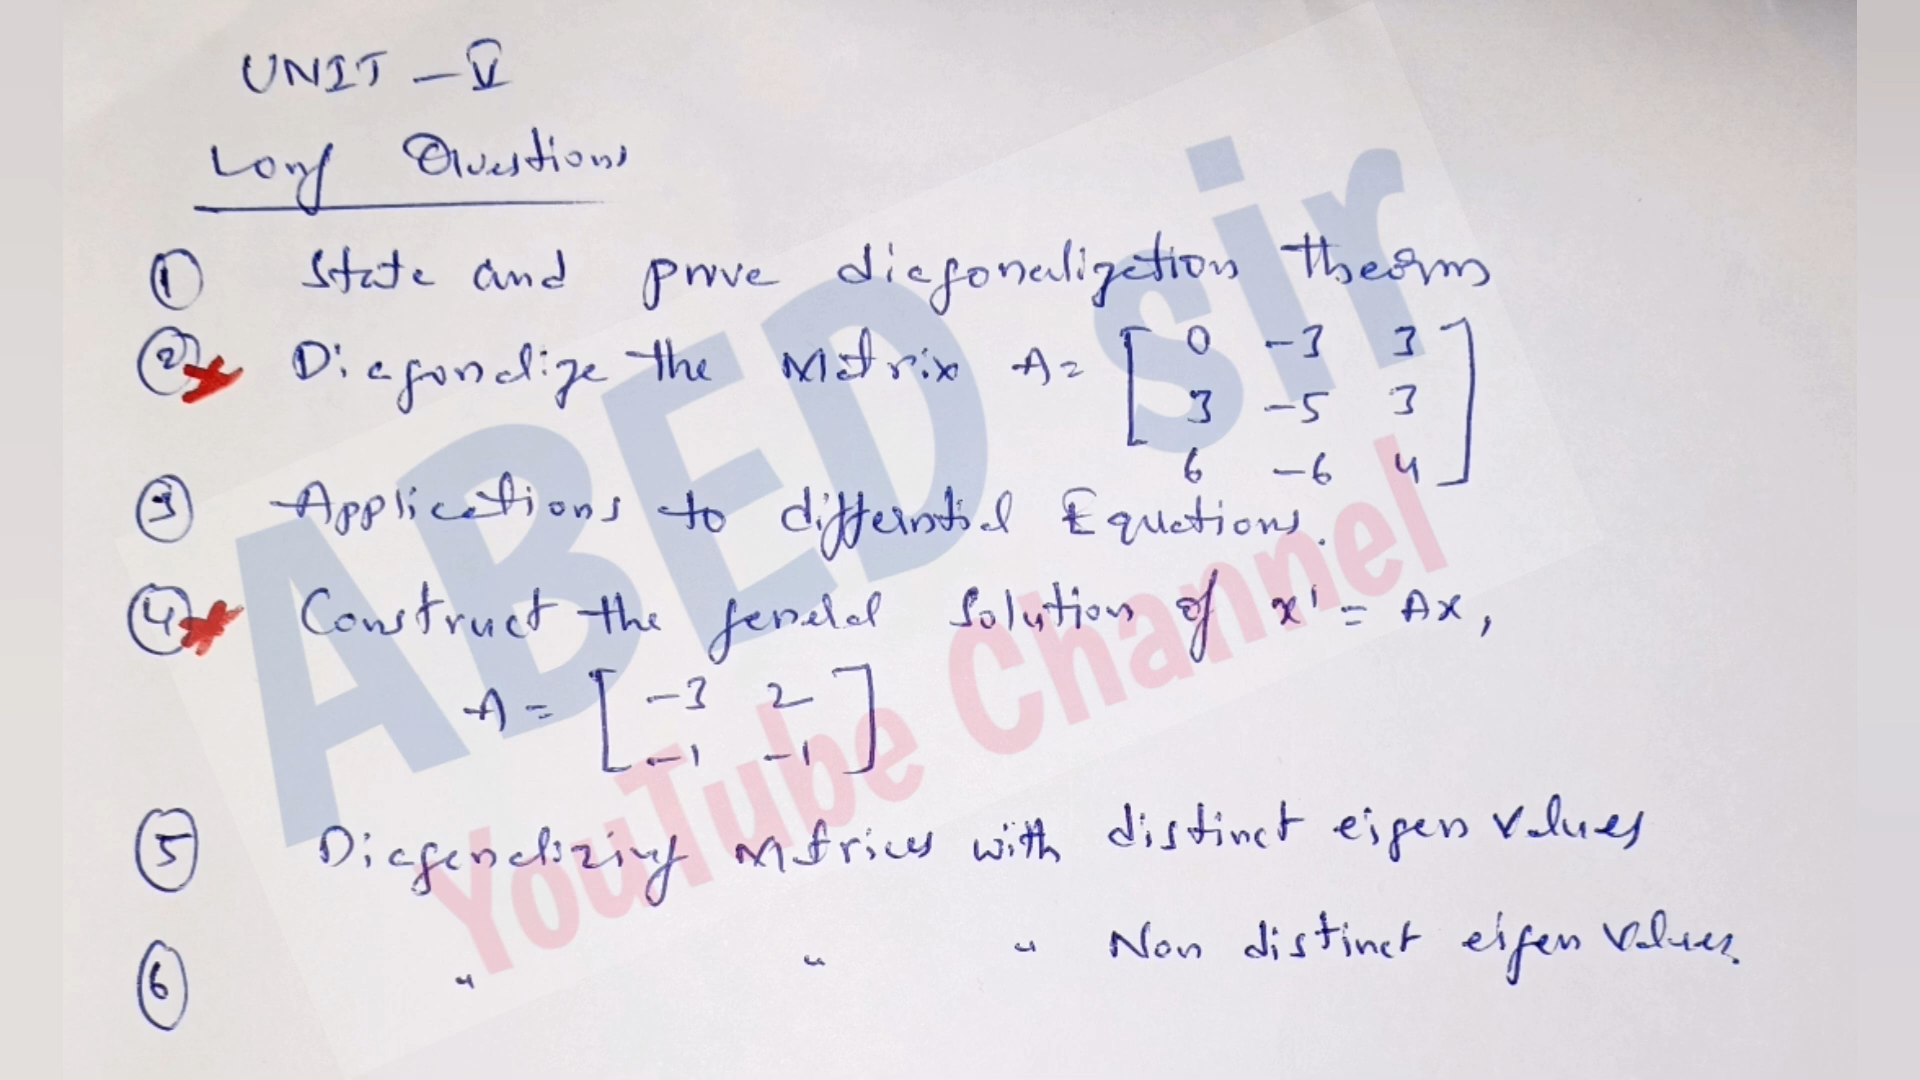 UNIT - V
Long Questions
① State and prove diagonalization theorm
② Diagonalize the Matrix A= [ 0 -3 3
3 -5 3
6 -6 4 ]
③ Applications to differntial Equations.
④ Construct the general solution of x' = Ax,
A = [ -3 2
-1 -1 ]
⑤ Diagonalizing Matrices with distinct eigen values
⑥ " " " Non distinct eigen values.
ABED sir
YouTube Channel